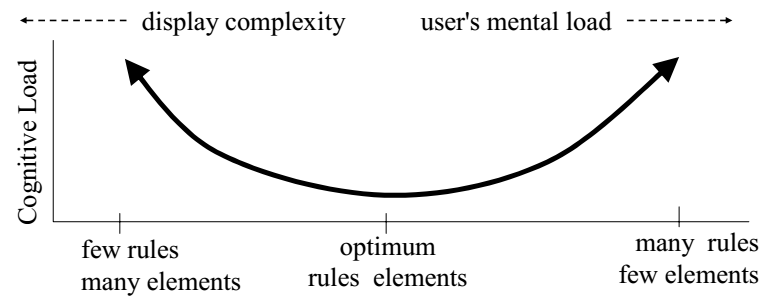 display complexity
user's mental load
Cognitive Load
few rules
many elements
optimum
rules elements
many rules
few elements